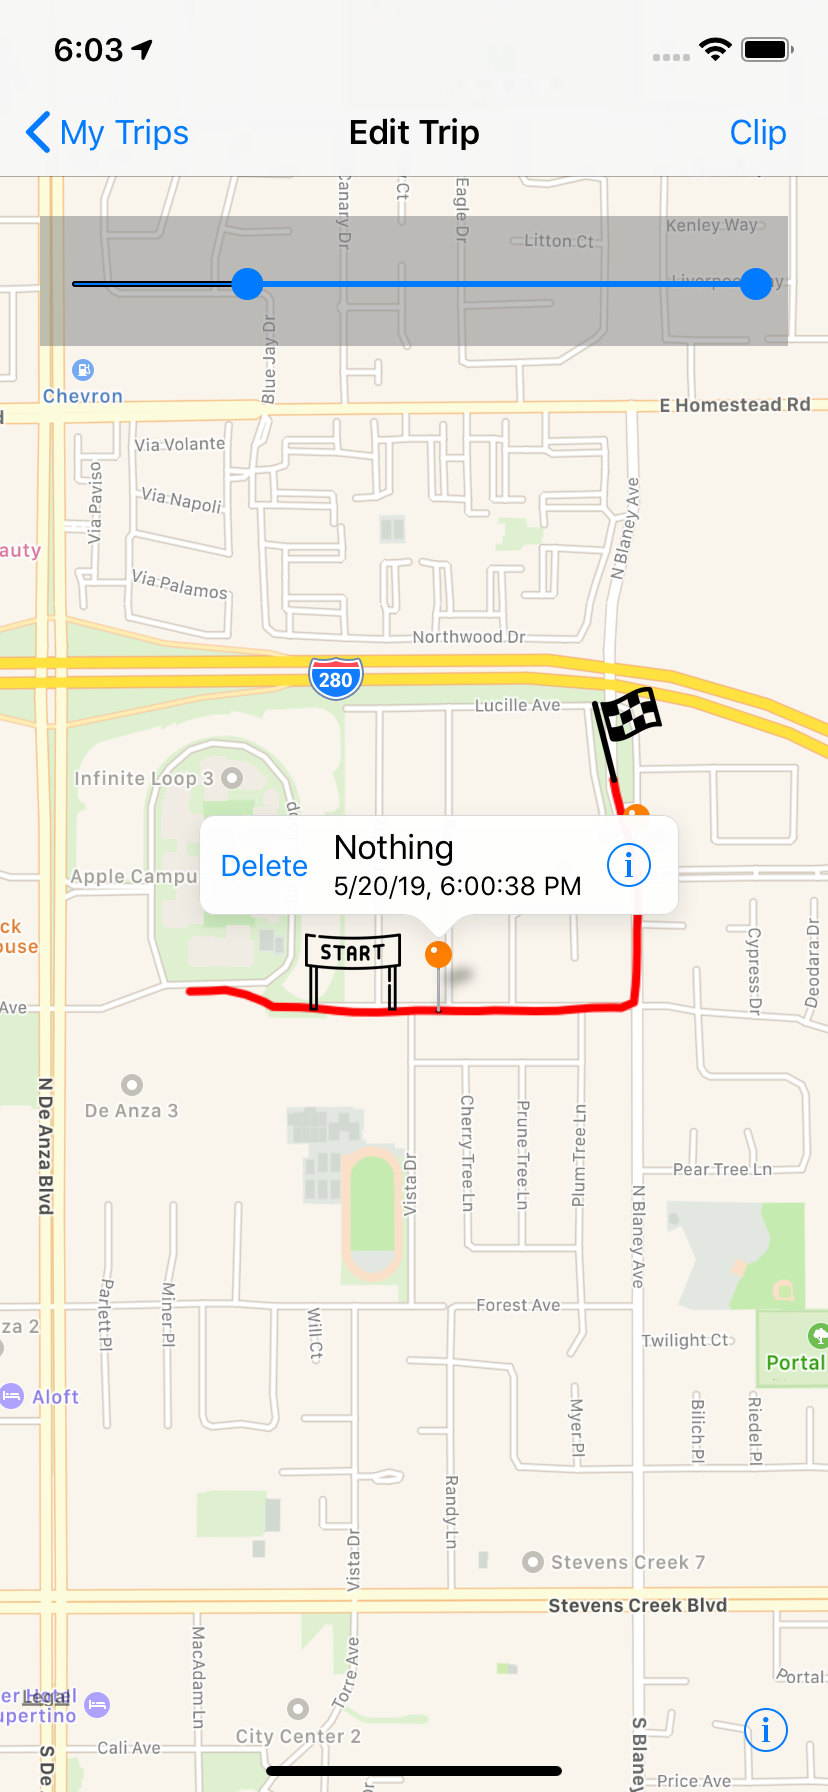 6:03
My Trips
Edit Trip
Clip
Canary Dr
Ct
Eagle Dr
Litton Ct
Kenley Way
Blue Jay Dr
Chevron
E Homestead Rd
Via Volante
Via Paviso
Via Napoli
N Blaney Ave
auty
Via Palamos
Northwood Dr
280
Lucille Ave
Infinite Loop 3
Apple Campu
Delete
Nothing
5/20/19, 6:00:38 PM
i
ck
ouse
START
Cypress Dr
Deodara Dr
Ave
N De Anza Blvd
De Anza 3
Vista Dr
Cherry Tree Ln
Prune Tree Ln
Plum Tree Ln
Pear Tree Ln
N Blaney Ave
Parlett Pl
Miner Pl
Will Ct
Forest Ave
za 2
Twilight Ct
Portal
Aloft
Myer Pl
Bilich Pl
Riedel Pl
Randy Ln
Vista Dr
Stevens Creek 7
Stevens Creek Blvd
MacAdam Ln
Torre Ave
Portal
er Hotel
upertino
Legal
City Center 2
i
S De
Cali Ave
S Blaney
Price Ave